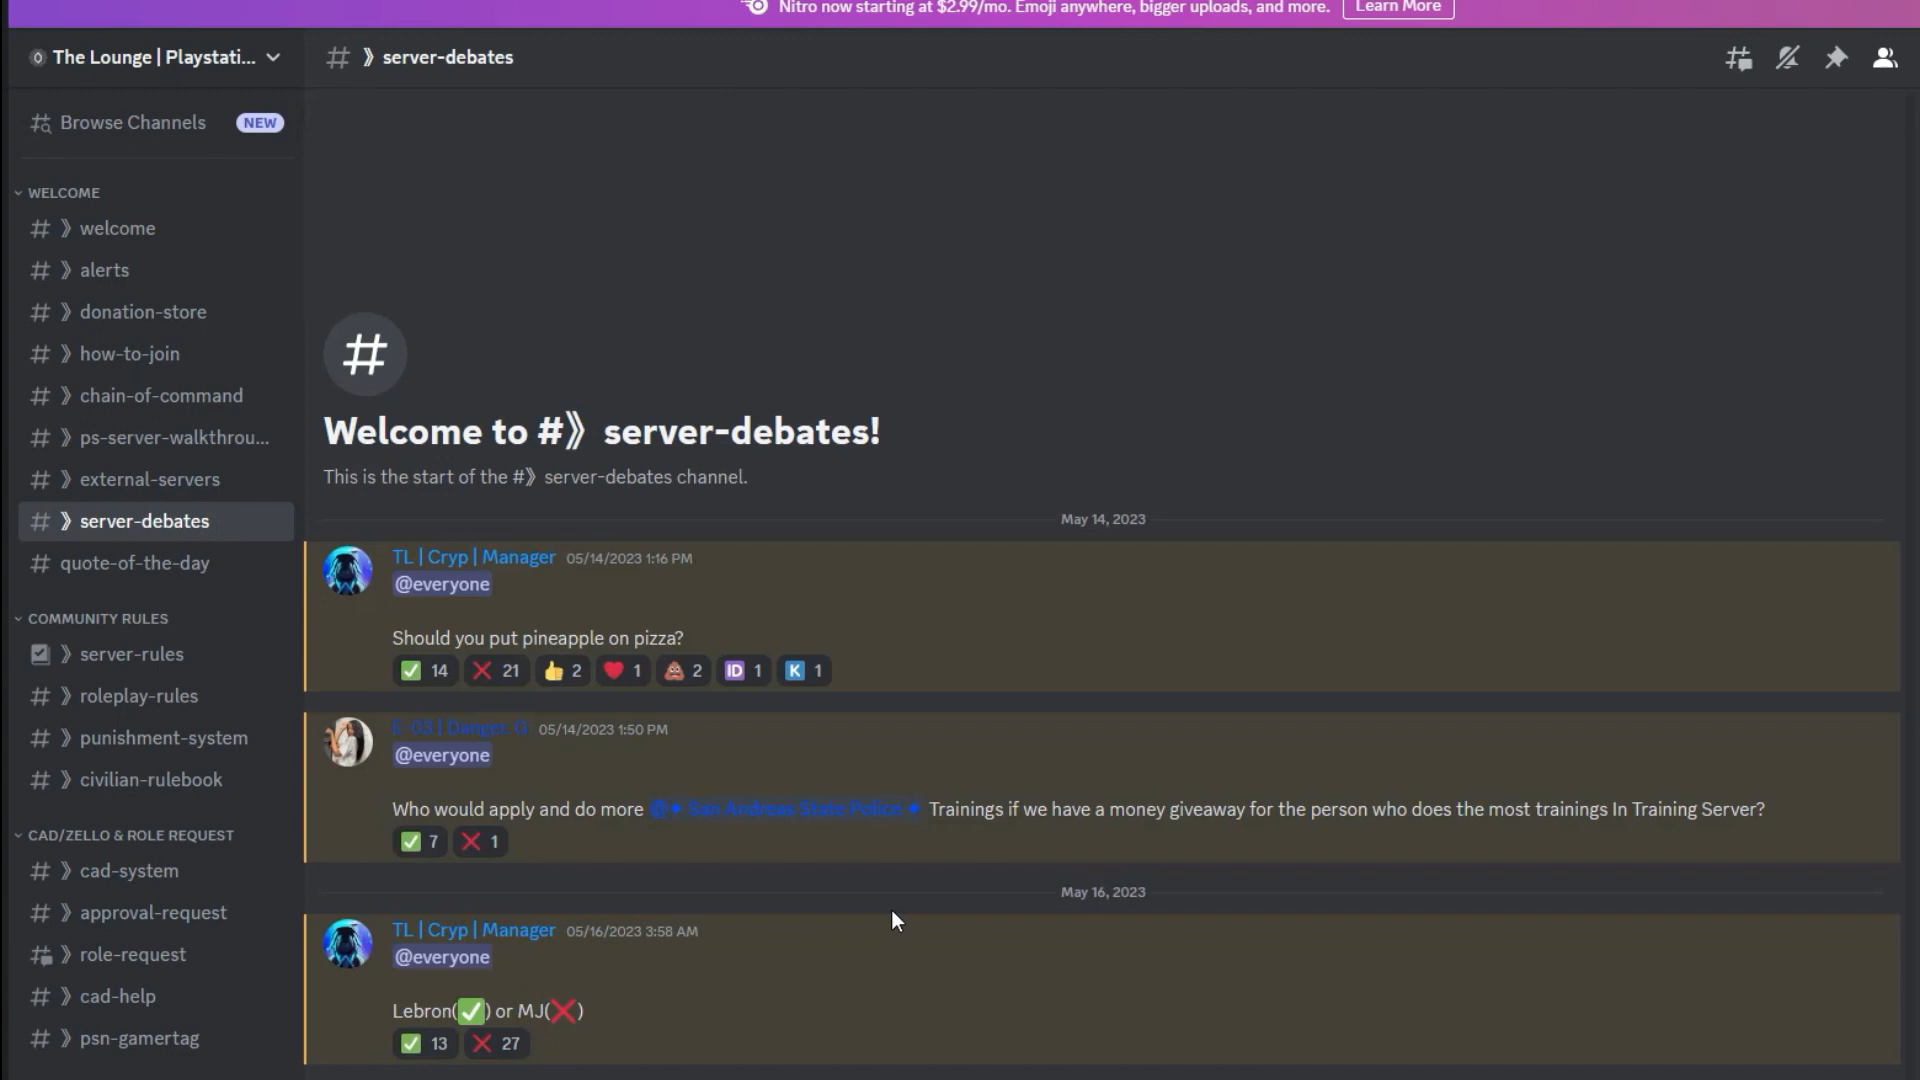 Nitro now starting at $2.99/mo. Emoji anywhere, bigger uploads, and more. Learn More
The Lounge | Playstati...
# 》server-debates
Browse Channels NEW
WELCOME
# 》welcome
# 》alerts
# 》donation-store
# 》how-to-join
# 》chain-of-command
# 》ps-server-walkthrou...
# 》external-servers
# 》server-debates
# quote-of-the-day
COMMUNITY RULES
》server-rules
# 》roleplay-rules
# 》punishment-system
# 》civilian-rulebook
CAD/ZELLO & ROLE REQUEST
# 》cad-system
# 》approval-request
》role-request
# 》cad-help
# 》psn-gamertag
#
Welcome to #》server-debates!
This is the start of the #》server-debates channel.
May 14, 2023
TL | Cryp | Manager 05/14/2023 1:16 PM
@everyone
Should you put pineapple on pizza?
✅ 14 ❌ 21 👍 2 ❤️ 1 💩 2 🆔 1 🇰 1
E-03 | Danger. G 05/14/2023 1:50 PM
@everyone
Who would apply and do more @• San Andreas State Police • Trainings if we have a money giveaway for the person who does the most trainings In Training Server?
✅ 7 ❌ 1
May 16, 2023
TL | Cryp | Manager 05/16/2023 3:58 AM
@everyone
Lebron(✅) or MJ(❌)
✅ 13 ❌ 27